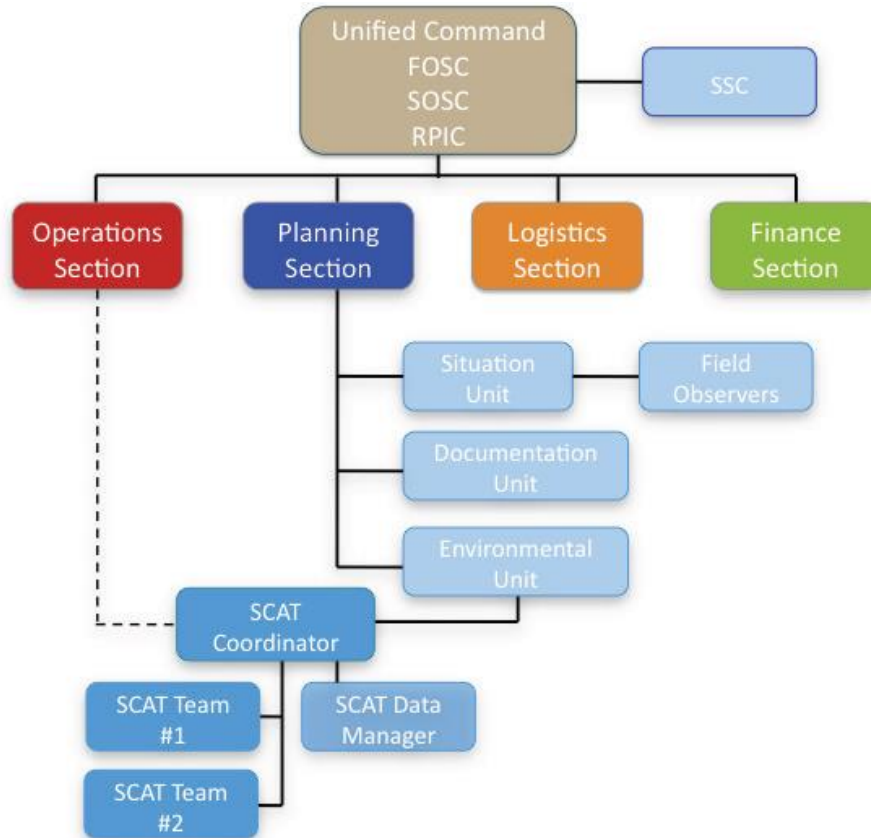 Unified Command
FOSC
SOSC
RPIC
SSC
Operations
Section
Planning
Section
Logistics
Section
Finance
Section
Situation
Unit
Field
Observers
Documentation
Unit
Environmental
Unit
SCAT
Coordinator
SCAT Team
#1
SCAT Data
Manager
SCAT Team
#2